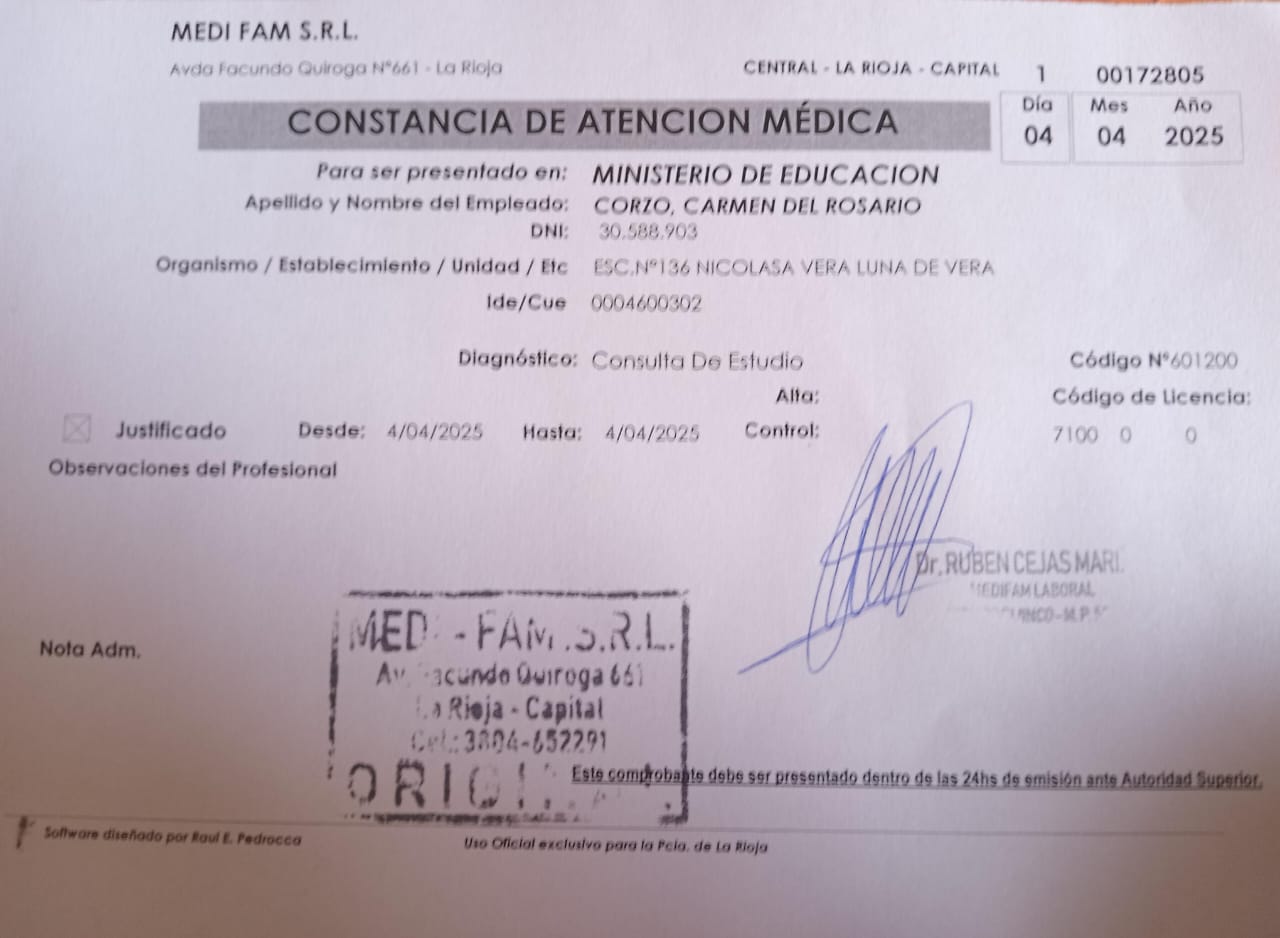 MEDI FAM S.R.L.
Avda Facundo Quiroga N°661 - La Rioja
CENTRAL - LA RIOJA - CAPITAL 1 00172805
CONSTANCIA DE ATENCION MÉDICA
Día Mes Año
04 04 2025
Para ser presentado en: MINISTERIO DE EDUCACION
Apellido y Nombre del Empleado: CORZO, CARMEN DEL ROSARIO
DNI: 30.588.903
Organismo / Establecimiento / Unidad / Etc ESC.N°136 NICOLASA VERA LUNA DE VERA
Ide/Cue 0004600302
Diagnóstico: Consulta De Estudio Código N°601200
Alta: Código de Licencia:
Justificado Desde: 4/04/2025 Hasta: 4/04/2025 Control: 7100 0 0
Observaciones del Profesional
Dr. RUBEN CEJAS MARI.
MEDIFAM LABORAL
Nota Adm.
MEDI - FAM S.R.L.
Av. Facundo Quiroga 661
La Rioja - Capital
Cel.: 3804-652291
Este comprobante debe ser presentado dentro de las 24hs de emisión ante Autoridad Superior.
Software diseñado por Raul E. Pedrocca
Uso Oficial exclusivo para la Pcia. de La Rioja